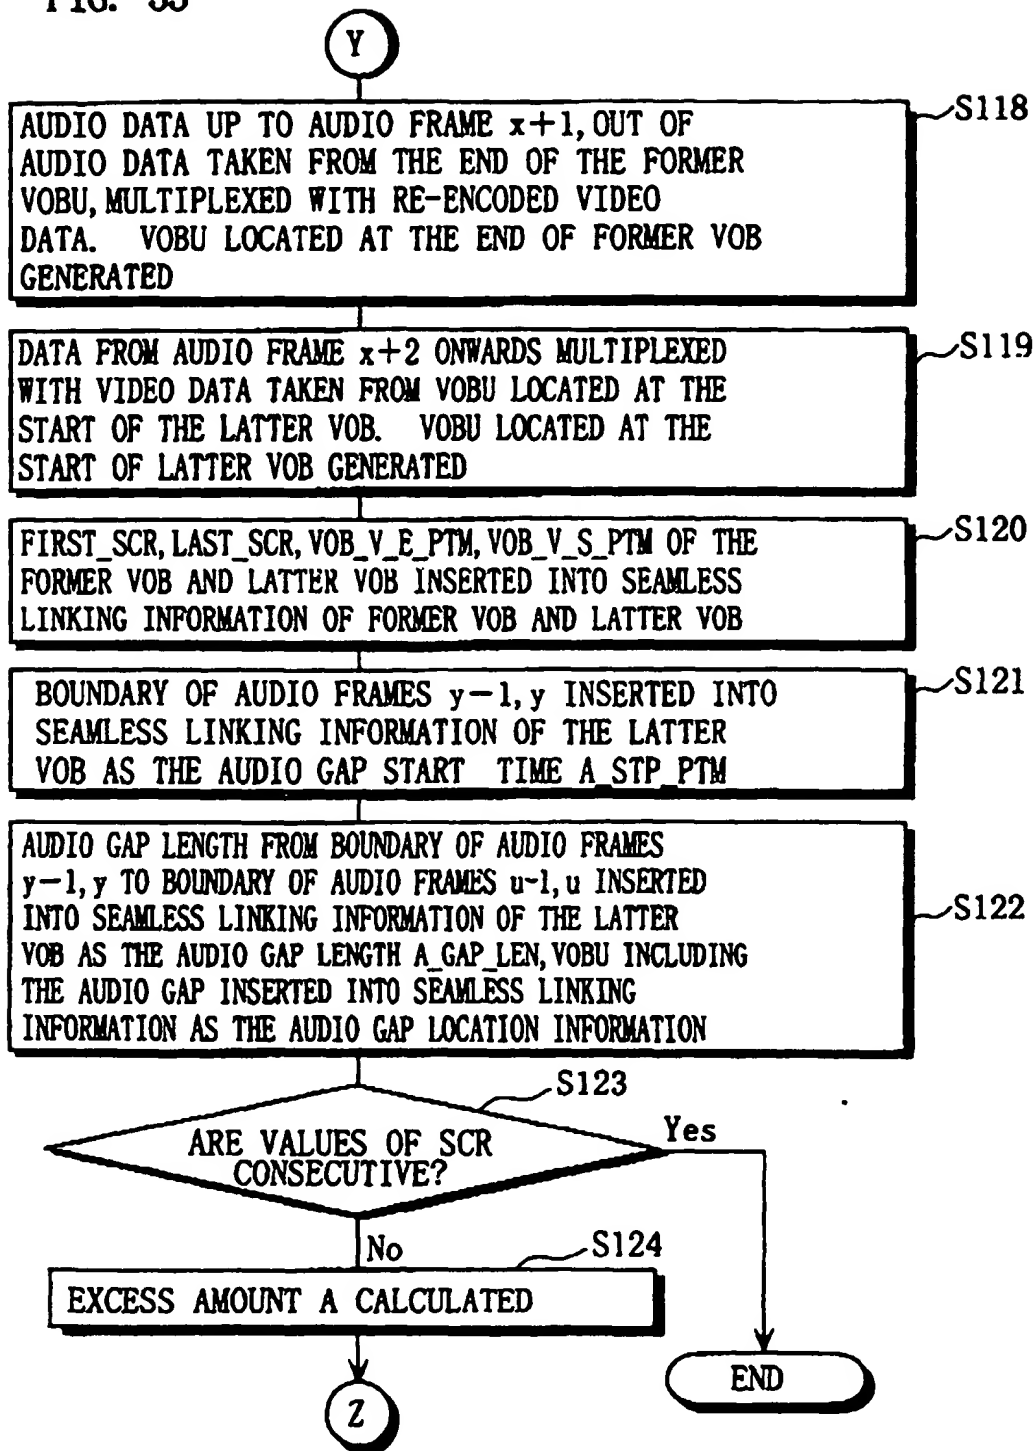 FIG. 35
Y
S118
AUDIO DATA UP TO AUDIO FRAME x+1, OUT OF
AUDIO DATA TAKEN FROM THE END OF THE FORMER
VOBU, MULTIPLEXED WITH RE-ENCODED VIDEO
DATA. VOBU LOCATED AT THE END OF FORMER VOB
GENERATED
S119
DATA FROM AUDIO FRAME x+2 ONWARDS MULTIPLEXED
WITH VIDEO DATA TAKEN FROM VOBU LOCATED AT THE
START OF THE LATTER VOB. VOBU LOCATED AT THE
START OF LATTER VOB GENERATED
S120
FIRST_SCR, LAST_SCR, VOB_V_E_PTM, VOB_V_S_PTM OF THE
FORMER VOB AND LATTER VOB INSERTED INTO SEAMLESS
LINKING INFORMATION OF FORMER VOB AND LATTER VOB
S121
BOUNDARY OF AUDIO FRAMES y-1, y INSERTED INTO
SEAMLESS LINKING INFORMATION OF THE LATTER
VOB AS THE AUDIO GAP START TIME A_STP_PTM
S122
AUDIO GAP LENGTH FROM BOUNDARY OF AUDIO FRAMES
y-1, y TO BOUNDARY OF AUDIO FRAMES u-1, u INSERTED
INTO SEAMLESS LINKING INFORMATION OF THE LATTER
VOB AS THE AUDIO GAP LENGTH A_GAP_LEN, VOBU INCLUDING
THE AUDIO GAP INSERTED INTO SEAMLESS LINKING
INFORMATION AS THE AUDIO GAP LOCATION INFORMATION
S123
ARE VALUES OF SCR
CONSECUTIVE?
Yes
No
S124
EXCESS AMOUNT A CALCULATED
END
Z